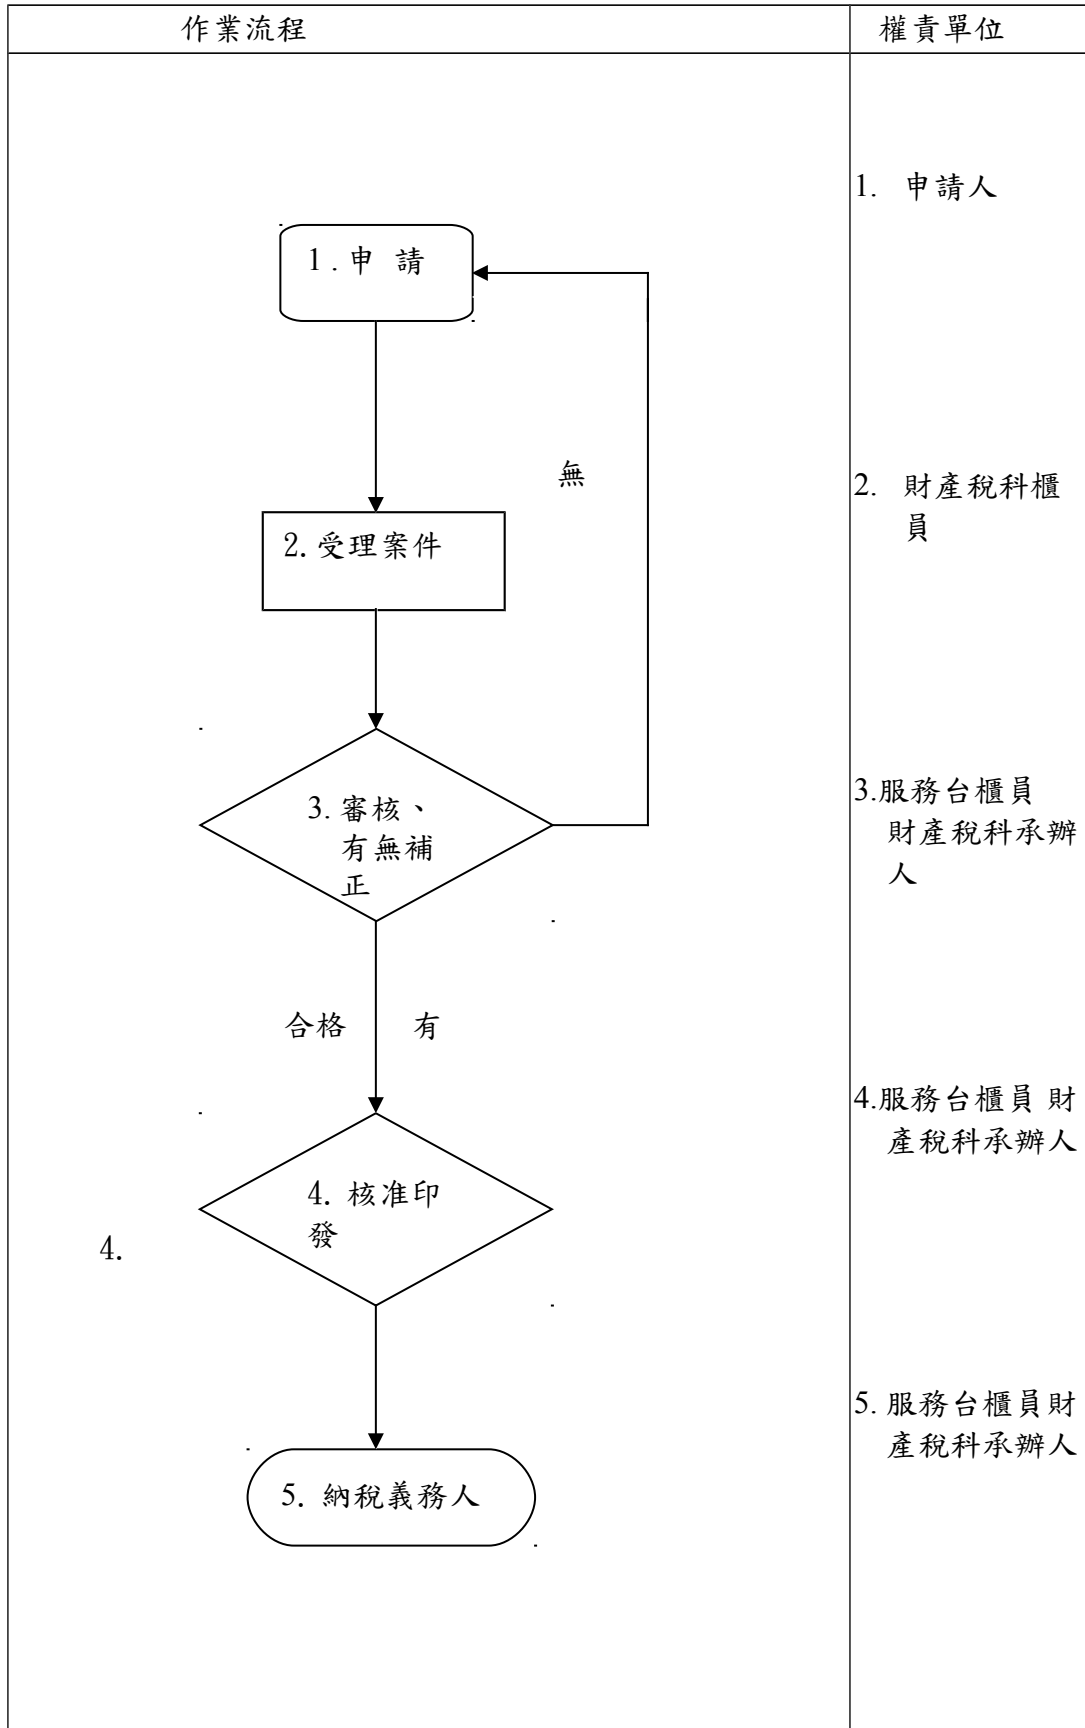 作業流程
權責單位
1. 申請人
1.申 請
無
2. 財產稅科櫃
員
2.受理案件
3.服務台櫃員
財產稅科承辦
人
3.審核、
有無補
正
合格 有
4.服務台櫃員 財
產稅科承辦人
4. 核准印
發
4.
5.服務台櫃員財
產稅科承辦人
5. 納稅義務人